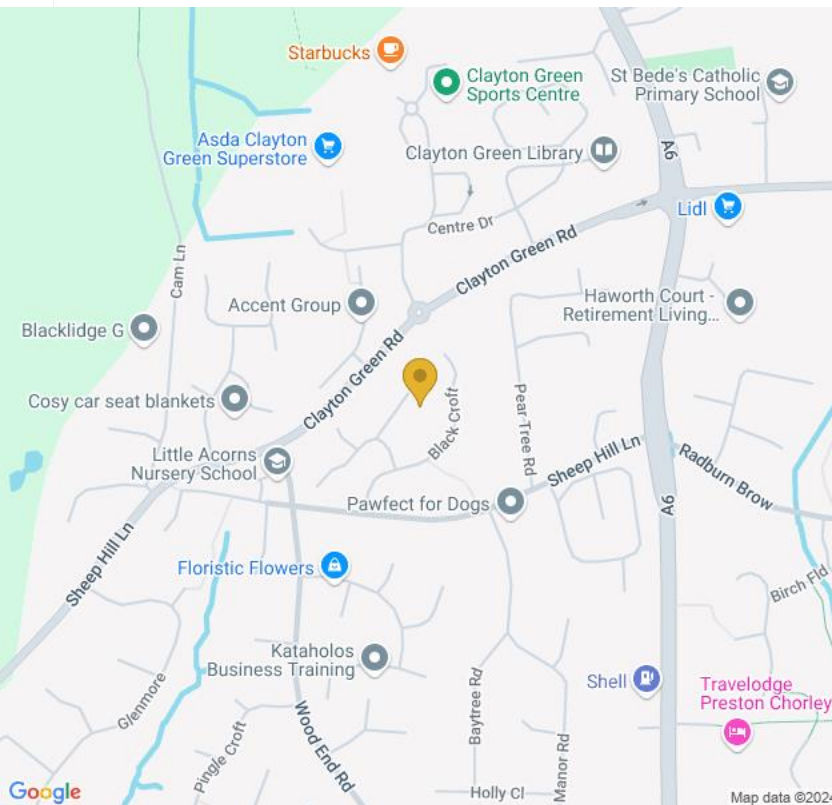 Starbucks
Clayton Green
Sports Centre
St Bede's Catholic
Primary School
A6
Asda Clayton
Green Superstore
Clayton Green Library
Lidl
Centre Dr
Clayton Green Rd
Cam Ln
Accent Group
Haworth Court -
Retirement Living...
Blacklidge G
Clayton Green Rd
Cosy car seat blankets
Black Croft
Pear Tree Rd
Little Acorns
Nursery School
Sheep Hill Ln
Radburn Brow
Pawfect for Dogs
A6
Sheep Hill Ln
Floristic Flowers
Birch Fld
Kataholos
Business Training
Shell
Travelodge
Preston Chorley
Glenmore
Baytree Rd
Wood End Rd
Manor Rd
Pingle Croft
Holly Cl
Google
Map data ©2024